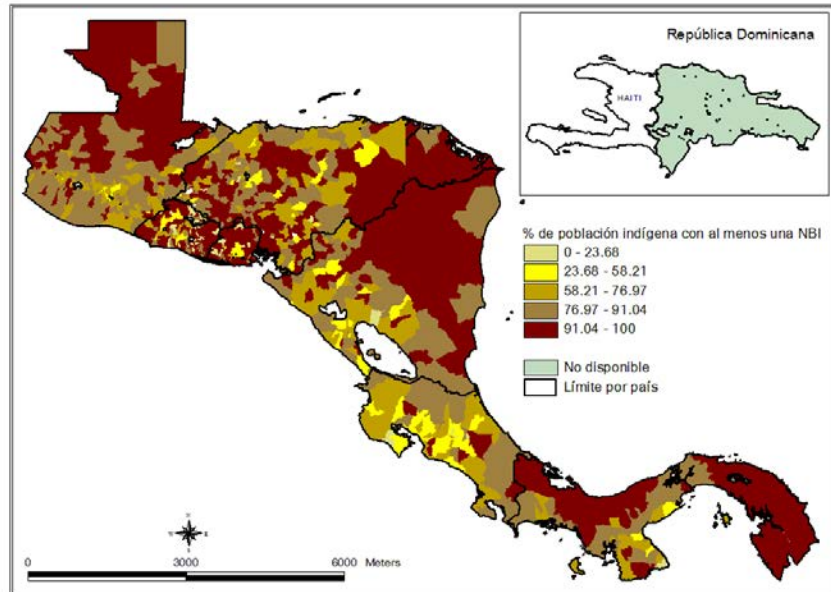 República Dominicana
HAITI
% de población indígena con al menos una NBI
0 - 23.68
23.68 - 58.21
58.21 - 76.97
76.97 - 91.04
91.04 - 100
No disponible
Límite por país
0 3000 6000 Meters